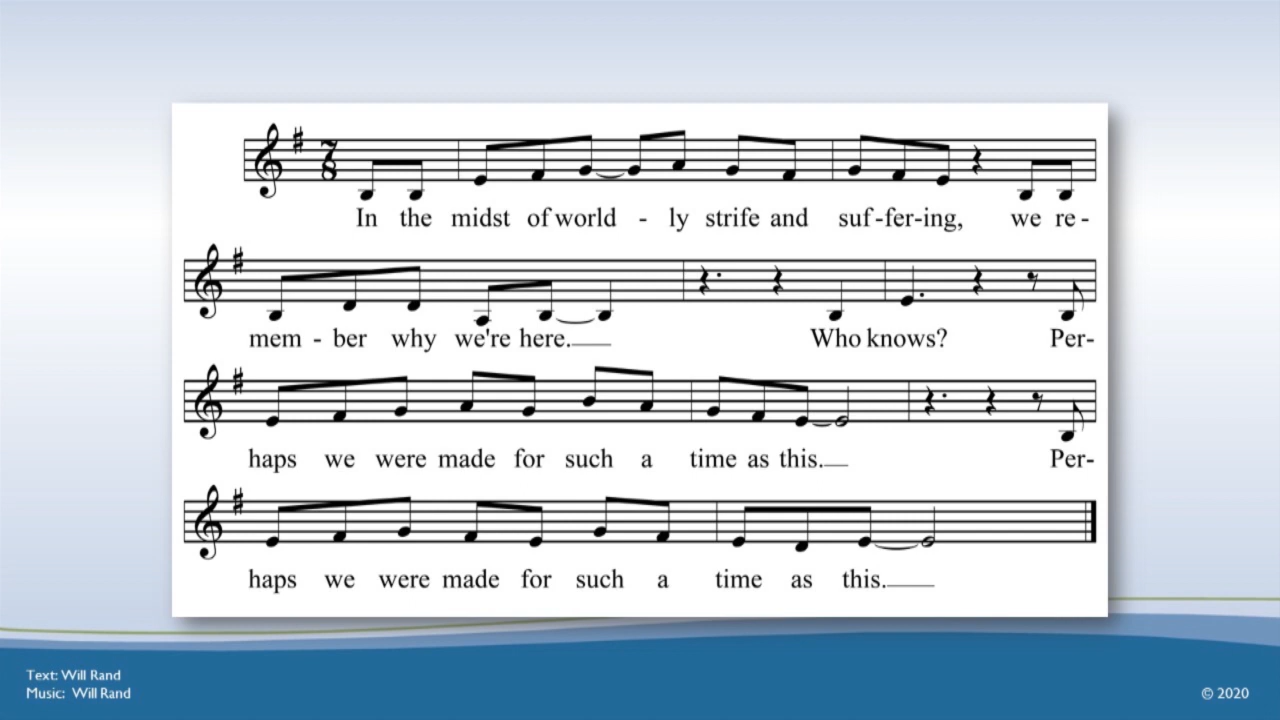 7
8
In the midst of world - ly strife and suf-fer-ing, we re-
mem - ber why we're here. Who knows? Per-
haps we were made for such a time as this. Per-
haps we were made for such a time as this.
Text: Will Rand
Music: Will Rand
© 2020